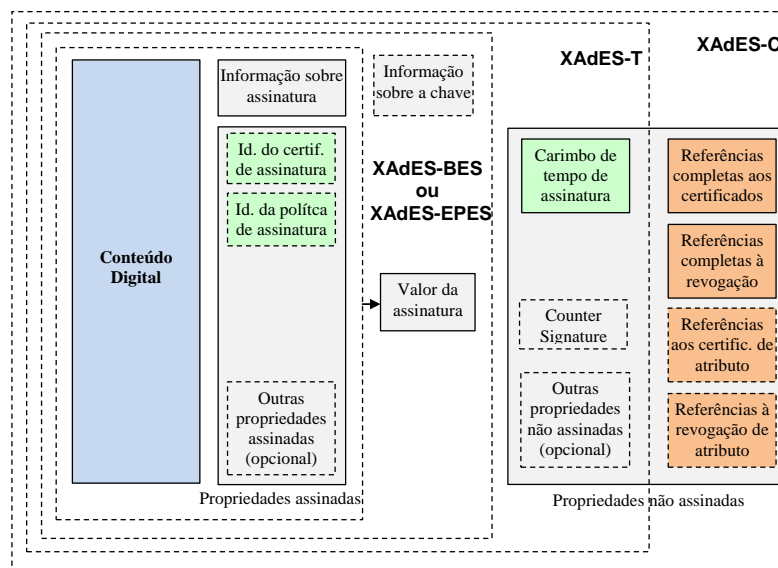 XAdES-T
XAdES-C
Informação sobre
assinatura
Informação
sobre a chave
Id. do certif.
de assinatura
Id. da polítca
de assinatura
XAdES-BES
ou
XAdES-EPES
Carimbo de
tempo de
assinatura
Referências
completas aos
certificados
Conteúdo
Digital
Referências
completas à
revogação
Valor da
assinatura
Counter
Signature
Referências
aos certific. de
atributo
Outras
propriedades
assinadas
(opcional)
Outras
propriedades
não assinadas
(opcional)
Referências à
revogação de
atributo
Propriedades assinadas
Propriedades não assinadas